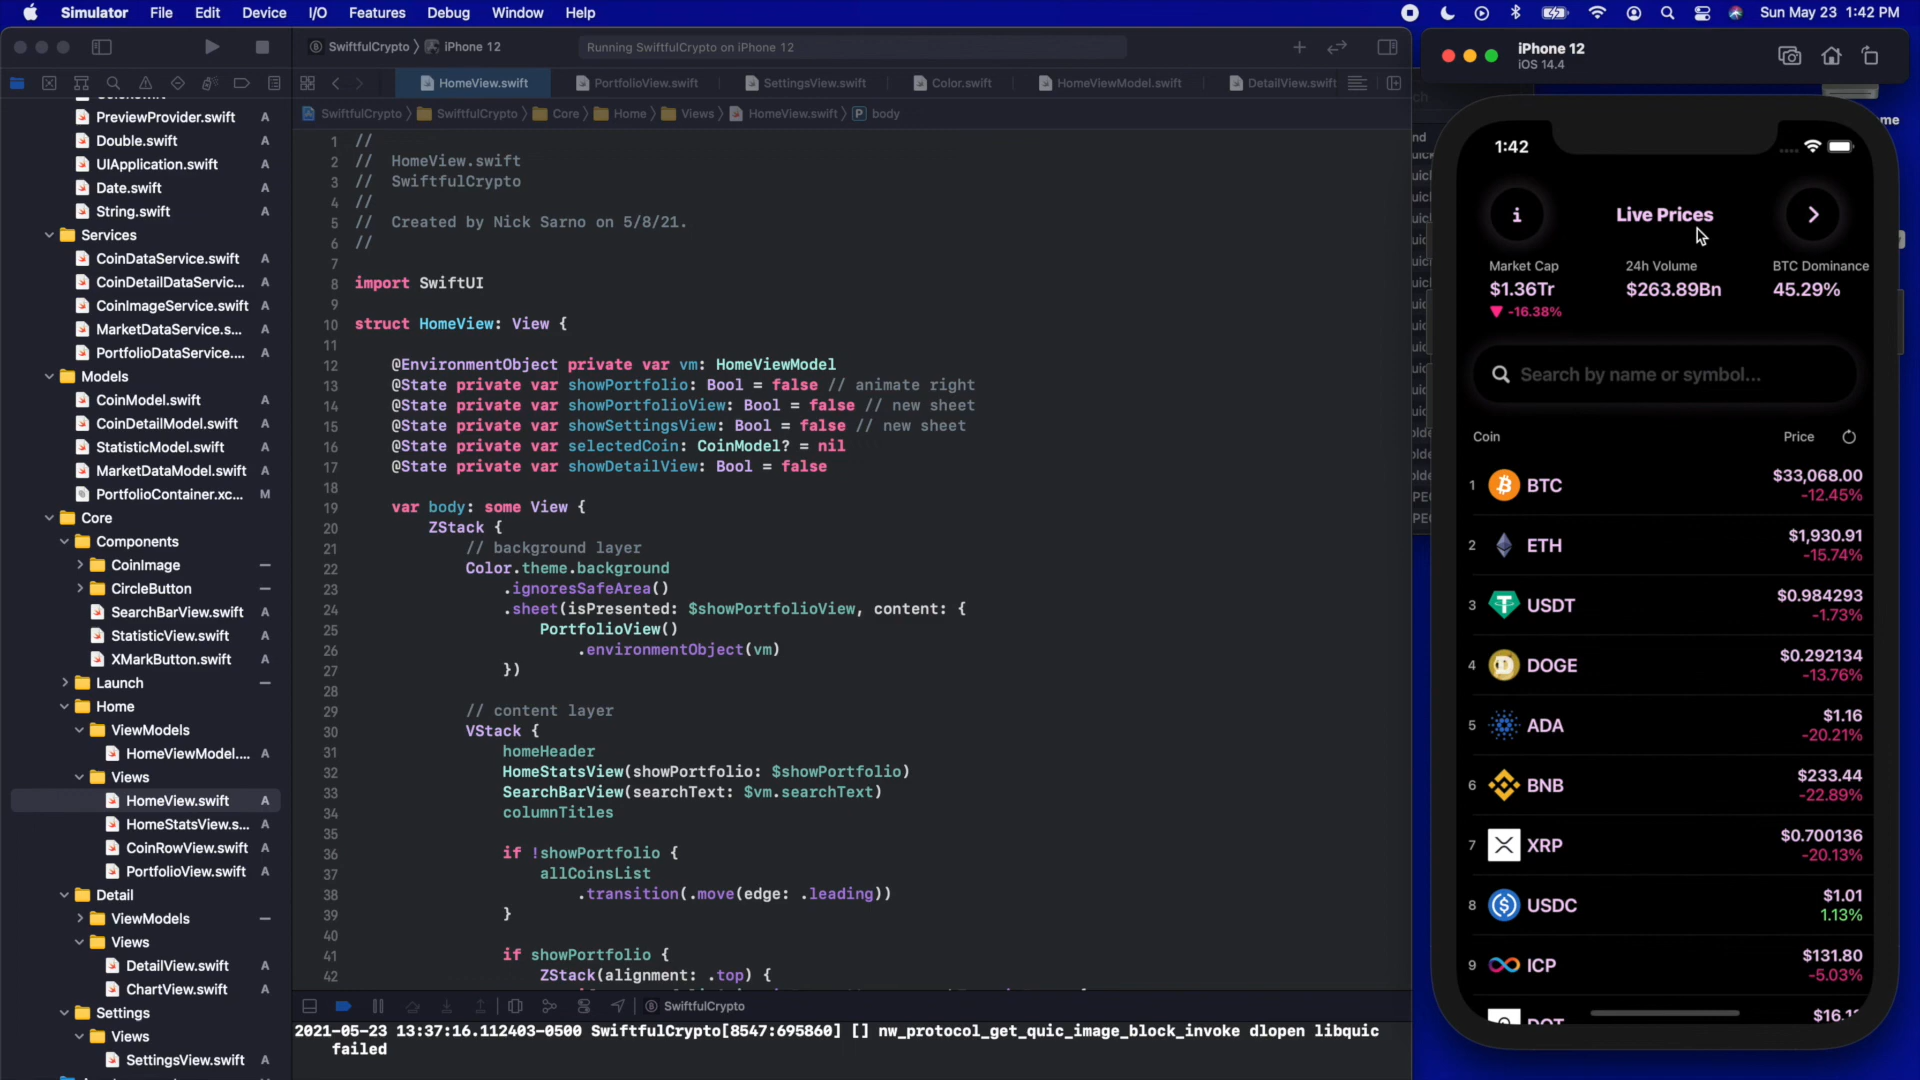 Simulator File Edit Device I/O Features Debug Window Help
Sun May 23 1:42 PM
SwiftfulCrypto iPhone 12
Running SwiftfulCrypto on iPhone 12
HomeView.swift PortfolioView.swift SettingsView.swift Color.swift HomeViewModel.swift DetailView.swift
SwiftfulCrypto SwiftfulCrypto Core Home Views HomeView.swift P body
PreviewProvider.swift A
Double.swift A
UIApplication.swift A
Date.swift A
String.swift A
Services
CoinDataService.swift A
CoinDetailDataServic... A
CoinImageService.swift A
MarketDataService.s... A
PortfolioDataService.... A
Models
CoinModel.swift A
CoinDetailModel.swift A
StatisticModel.swift A
MarketDataModel.swift A
PortfolioContainer.xc... M
Core
Components
CoinImage
CircleButton
SearchBarView.swift A
StatisticView.swift A
XMarkButton.swift A
Launch
Home
ViewModels
HomeViewModel.... A
Views
HomeView.swift A
HomeStatsView.s... A
CoinRowView.swift A
PortfolioView.swift A
Detail
ViewModels
Views
DetailView.swift A
ChartView.swift A
Settings
Views
SettingsView.swift A
1 //
2 // HomeView.swift
3 // SwiftfulCrypto
4 //
5 // Created by Nick Sarno on 5/8/21.
6 //
7
8 import SwiftUI
9
10 struct HomeView: View {
11
12 @EnvironmentObject private var vm: HomeViewModel
13 @State private var showPortfolio: Bool = false // animate right
14 @State private var showPortfolioView: Bool = false // new sheet
15 @State private var showSettingsView: Bool = false // new sheet
16 @State private var selectedCoin: CoinModel? = nil
17 @State private var showDetailView: Bool = false
18
19 var body: some View {
20 ZStack {
21 // background layer
22 Color.theme.background
23 .ignoresSafeArea()
24 .sheet(isPresented: $showPortfolioView, content: {
25 PortfolioView()
26 .environmentObject(vm)
27 })
28
29 // content layer
30 VStack {
31 homeHeader
32 HomeStatsView(showPortfolio: $showPortfolio)
33 SearchBarView(searchText: $vm.searchText)
34 columnTitles
35
36 if !showPortfolio {
37 allCoinsList
38 .transition(.move(edge: .leading))
39 }
40
41 if showPortfolio {
42 ZStack(alignment: .top) {
SwiftfulCrypto
2021-05-23 13:37:16.112403-0500 SwiftfulCrypto[8547:695860] [] nw_protocol_get_quic_image_block_invoke dlopen libquic
failed
iPhone 12
iOS 14.4
1:42
i Live Prices
Market Cap 24h Volume BTC Dominance
$1.36Tr $263.89Bn 45.29%
-16.38%
Search by name or symbol...
Coin Price
1 BTC $33,068.00
-12.45%
2 ETH $1,930.91
-15.74%
3 USDT $0.984293
-1.73%
4 DOGE $0.292134
-13.76%
5 ADA $1.16
-20.21%
6 BNB $233.44
-22.89%
7 XRP $0.700136
-20.13%
8 USDC $1.01
1.13%
9 ICP $131.80
-5.03%